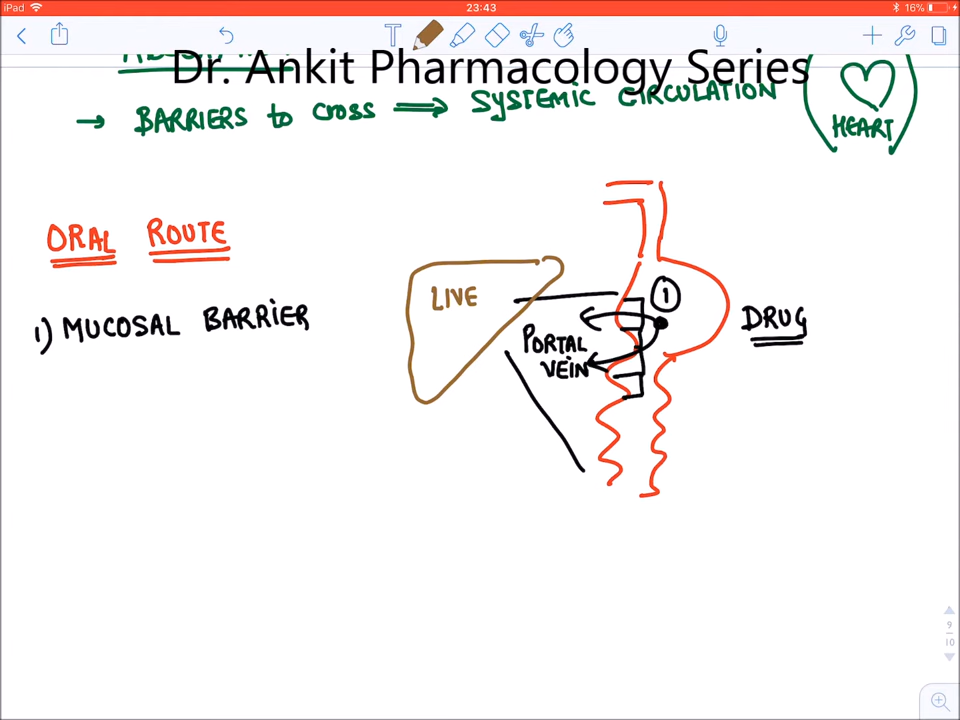 iPad 23:43 16%
Dr. Ankit Pharmacology Series
→ BARRIERS to cross ⟹ SYSTEMIC CIRCULATION
HEART
ORAL ROUTE
1) MUCOSAL BARRIER
LIVE
1
PORTAL
VEIN
DRUG
T
9
10